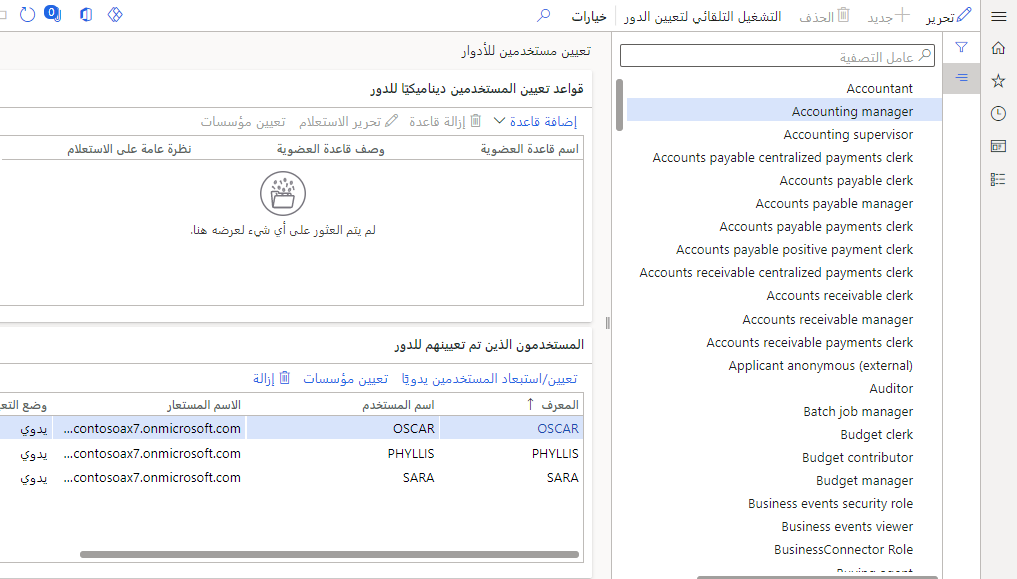 تحرير
جديد
الحذف
التشغيل التلقائي لتعيين الدور
خيارات
0
عامل التصفية
Accountant
Accounting manager
Accounting supervisor
Accounts payable centralized payments clerk
Accounts payable clerk
Accounts payable manager
Accounts payable payments clerk
Accounts payable positive payment clerk
Accounts receivable centralized payments clerk
Accounts receivable clerk
Accounts receivable manager
Accounts receivable payments clerk
Applicant anonymous (external)
Auditor
Batch job manager
Budget clerk
Budget contributor
Budget manager
Business events security role
Business events viewer
BusinessConnector Role
Buying agent
تعيين مستخدمين للأدوار
قواعد تعيين المستخدمين ديناميكيًا للدور
إضافة قاعدة إزالة قاعدة تحرير الاستعلام تعيين مؤسسات
اسم قاعدة العضوية وصف قاعدة العضوية نظرة عامة على الاستعلام
لم يتم العثور على أي شيء لعرضه هنا.
المستخدمون الذين تم تعيينهم للدور
تعيين/استبعاد المستخدمين يدويًا تعيين مؤسسات إزالة
المعرف ↑ اسم المستخدم الاسم المستعار وضع التع
OSCAR OSCAR contosoax7.onmicrosoft.com... يدوي
PHYLLIS PHYLLIS contosoax7.onmicrosoft.com... يدوي
SARA SARA contosoax7.onmicrosoft.com... يدوي